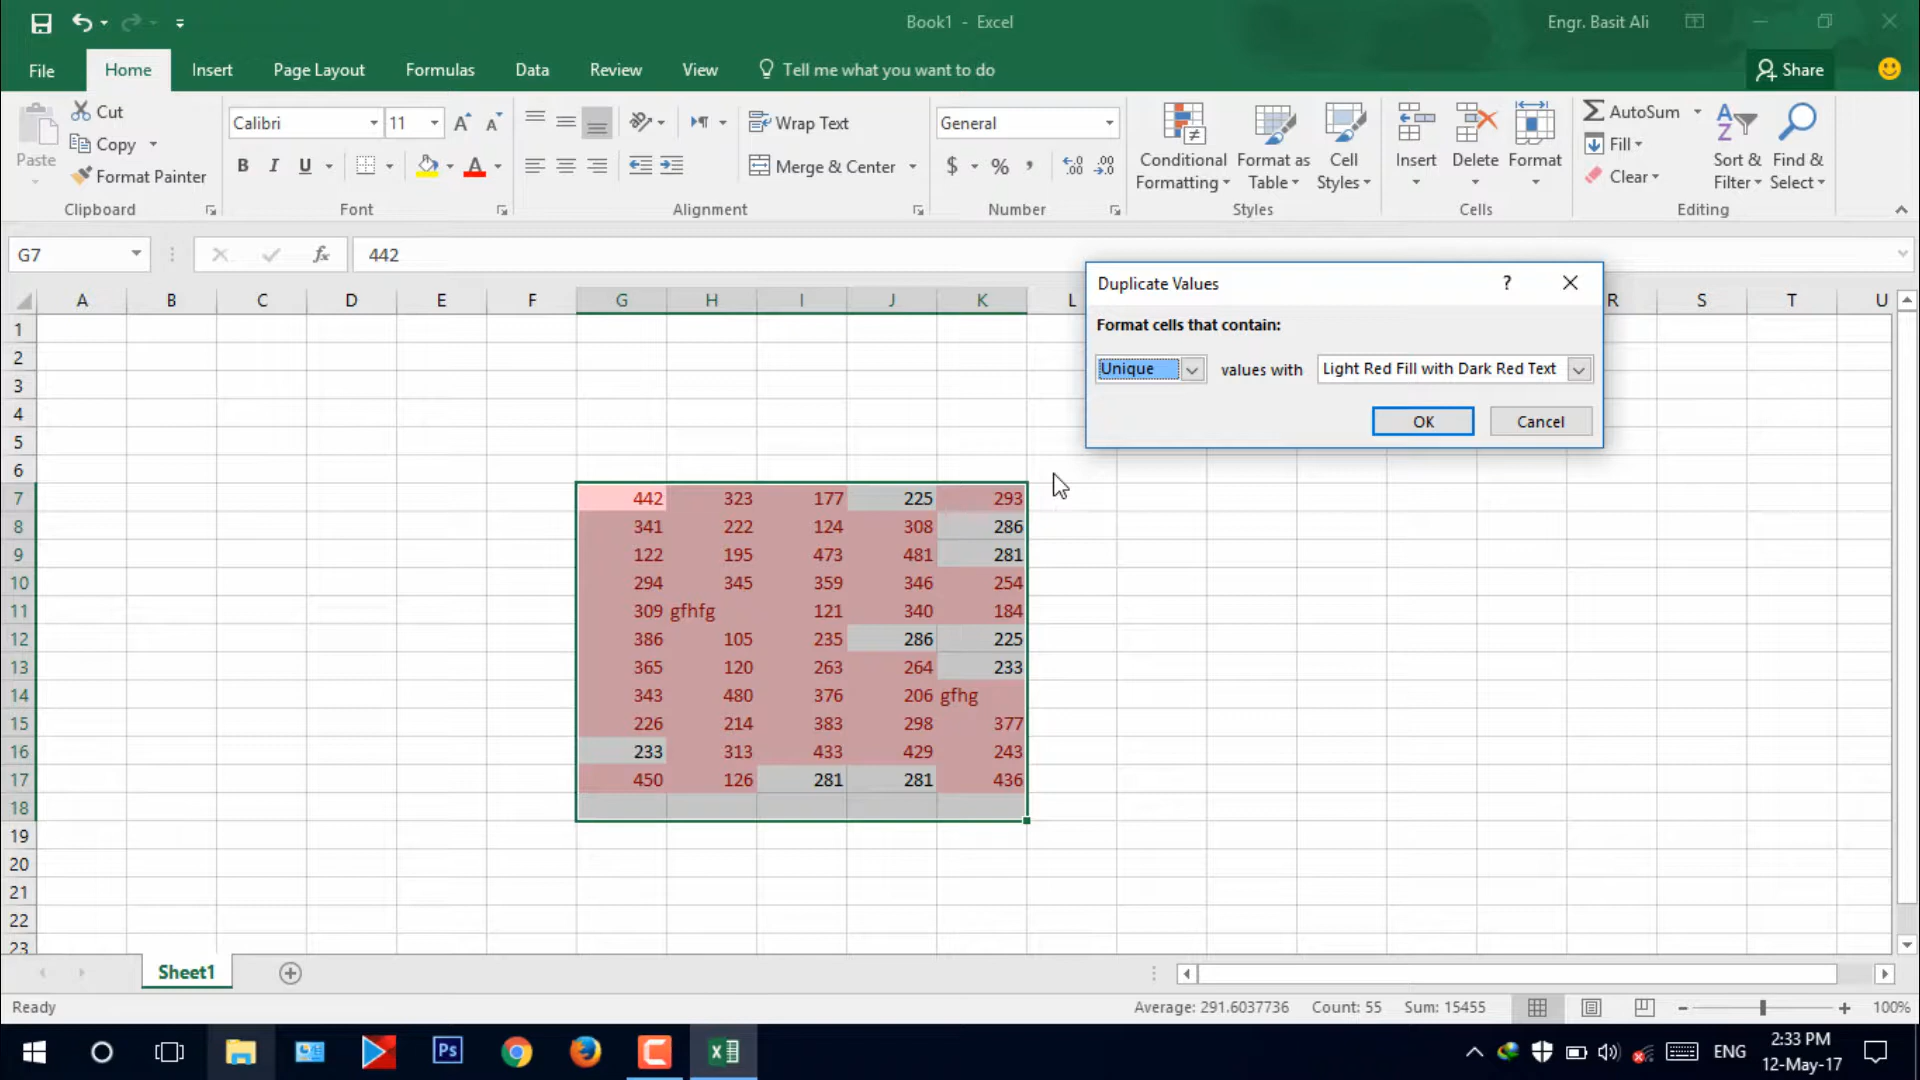 Book1 - Excel
Engr. Basit Ali
File Home Insert Page Layout Formulas Data Review View Tell me what you want to do Share
Cut
Copy
Format Painter
Paste
Clipboard
Calibri 11
B I U
Font
Wrap Text
Merge & Center
Alignment
General
$ % ,
Number
Conditional Formatting
Format as Table
Cell Styles
Styles
Insert Delete Format
Cells
AutoSum
Fill
Clear
Sort & Filter
Find & Select
Editing
G7 fx 442
A B C D E F G H I J K L R S T U
1
2
3
4
5
6
7 442 323 177 225 293
8 341 222 124 308 286
9 122 195 473 481 281
10 294 345 359 346 254
11 309 gfhfg 121 340 184
12 386 105 235 286 225
13 365 120 263 264 233
14 343 480 376 206 gfhg
15 226 214 383 298 377
16 233 313 433 429 243
17 450 126 281 281 436
18
19
20
21
22
23
Duplicate Values ?
Format cells that contain:
Unique values with Light Red Fill with Dark Red Text
OK Cancel
Sheet1
Ready Average: 291.6037736 Count: 55 Sum: 15455 100%
Ps
ENG
2:33 PM
12-May-17